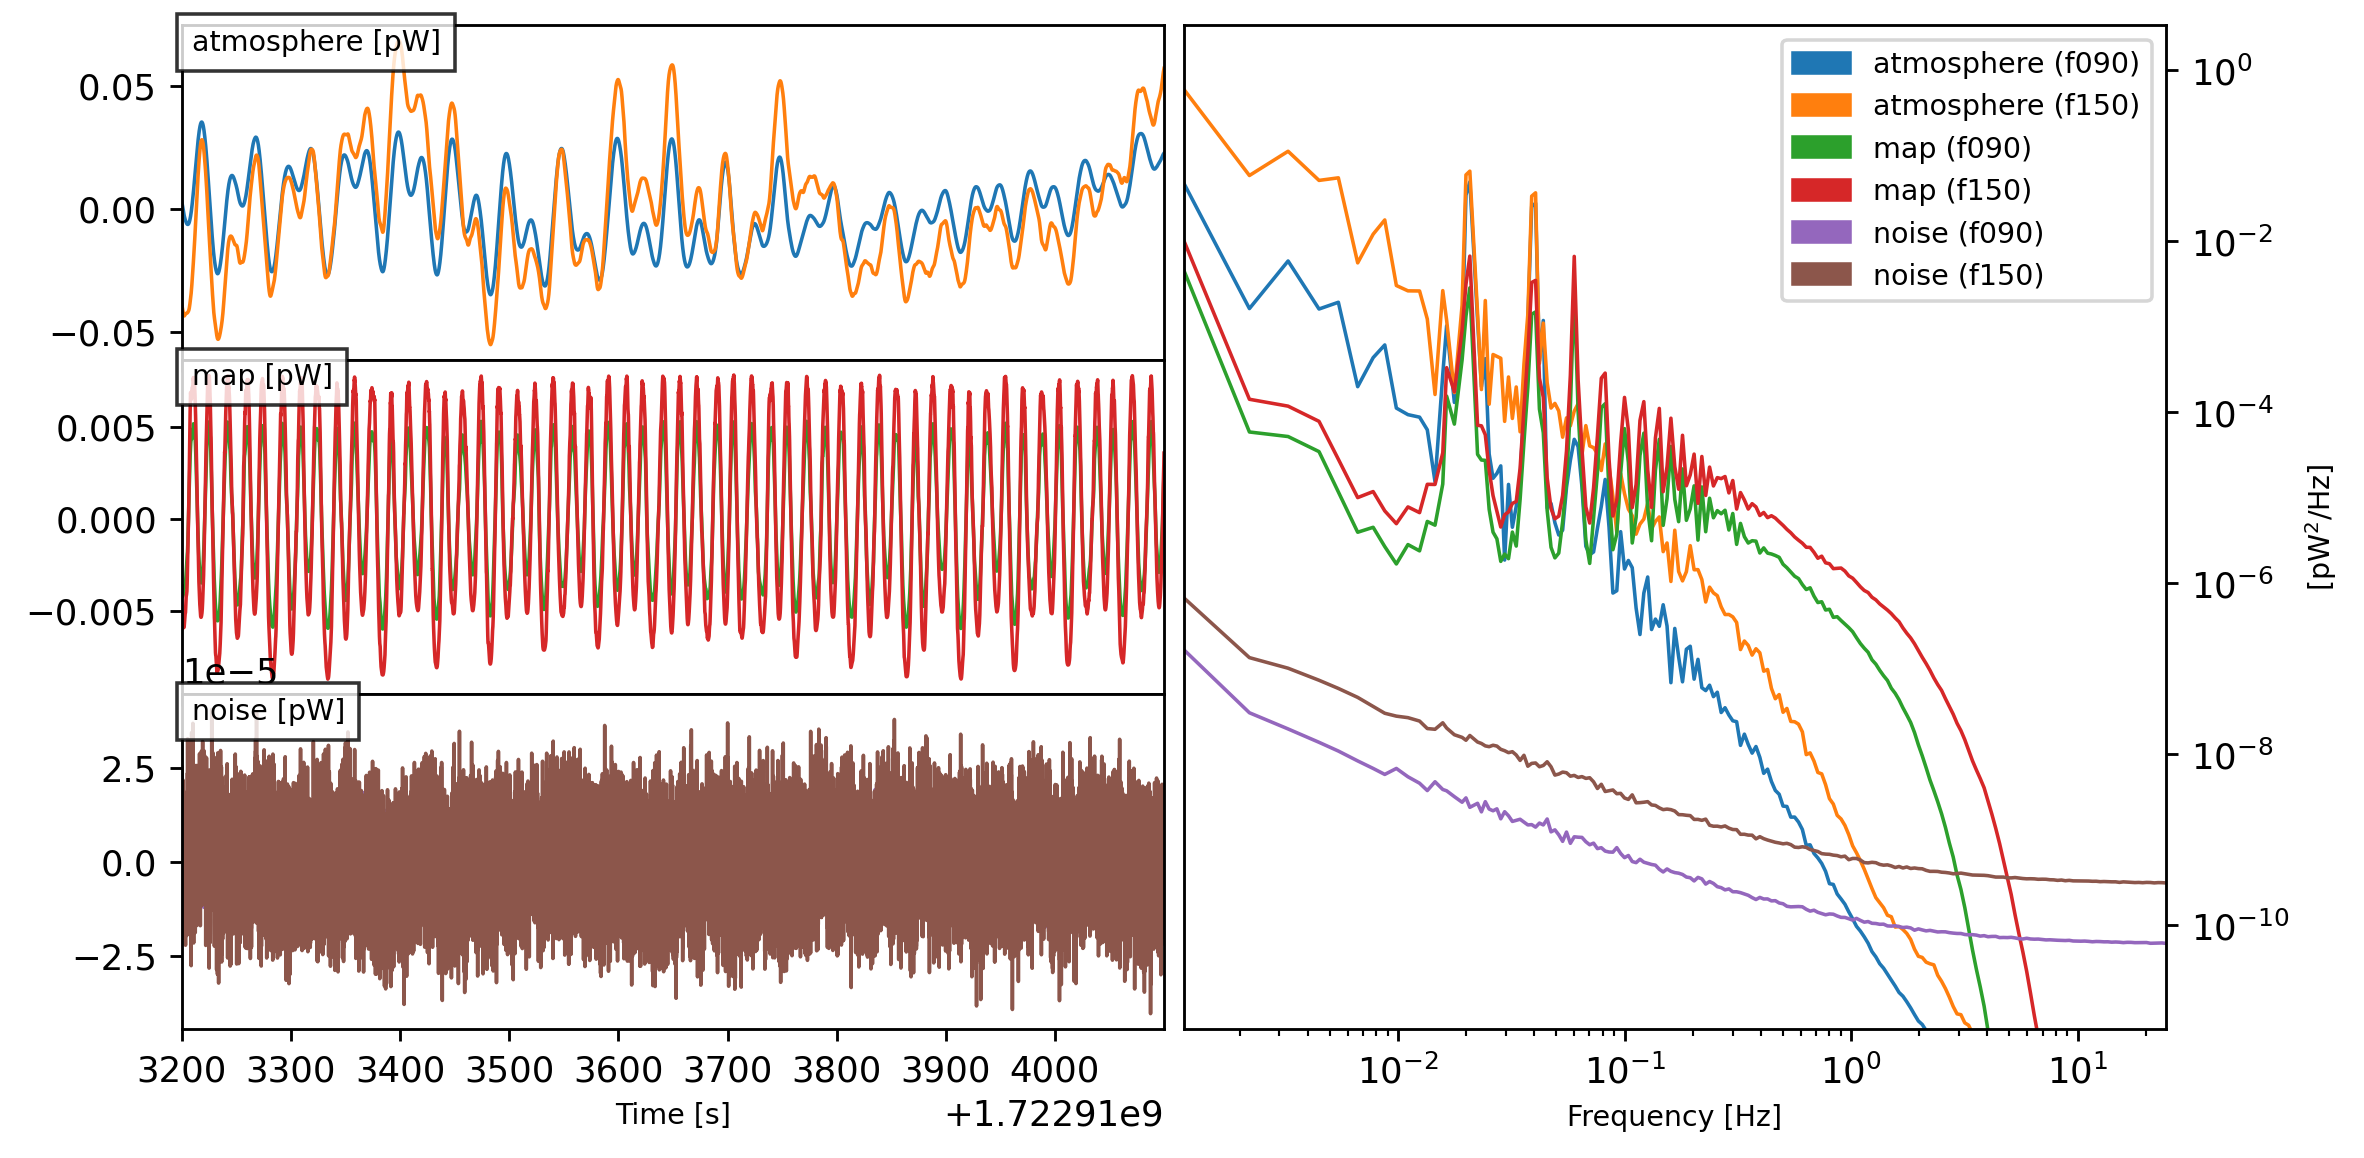 atmosphere [pW]
0.05
0.00
−0.05
map [pW]
0.005
0.000
−0.005
1e−5
noise [pW]
2.5
0.0
−2.5
3200 3300 3400 3500 3600 3700 3800 3900 4000
Time [s]
+1.72291e9
atmosphere (f090)
atmosphere (f150)
map (f090)
map (f150)
noise (f090)
noise (f150)
10⁰
10⁻²
10⁻⁴
10⁻⁶
10⁻⁸
10⁻¹⁰
[pW²/Hz]
10⁻² 10⁻¹ 10⁰ 10¹
Frequency [Hz]